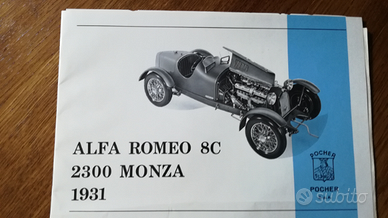 ALFA ROMEO 8C
2300 MONZA
1931
POCHER
POCHER
subito